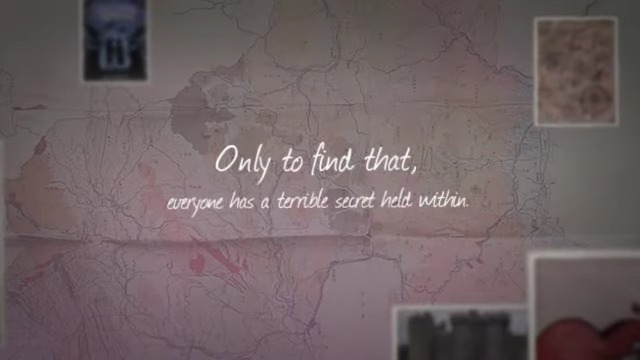 Only to find that,
everyone has a terrible secret held within.